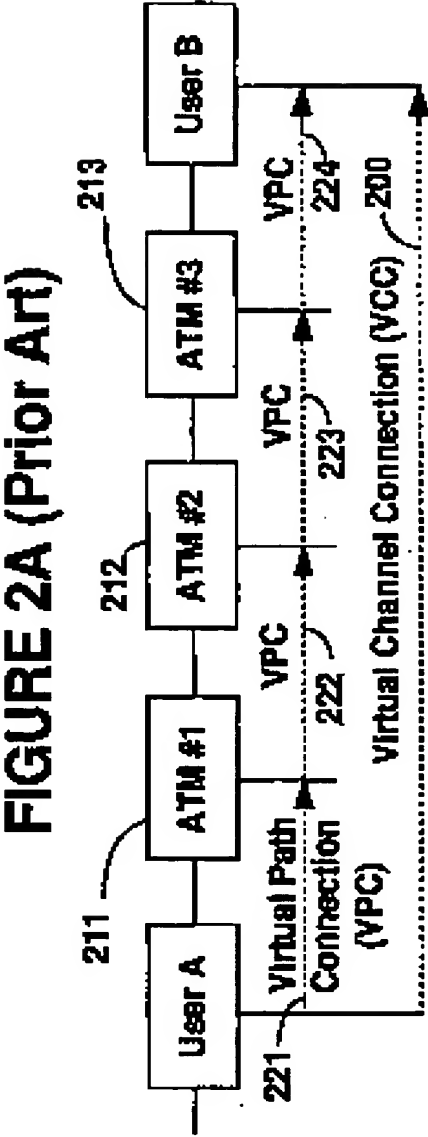 FIGURE 2A (Prior Art)
211
212
213
User A
ATM #1
ATM #2
ATM #3
User B
Virtual Path
Connection
(VPC)
VPC
VPC
VPC
221
222
223
224
Virtual Channel Connection (VCC)
200